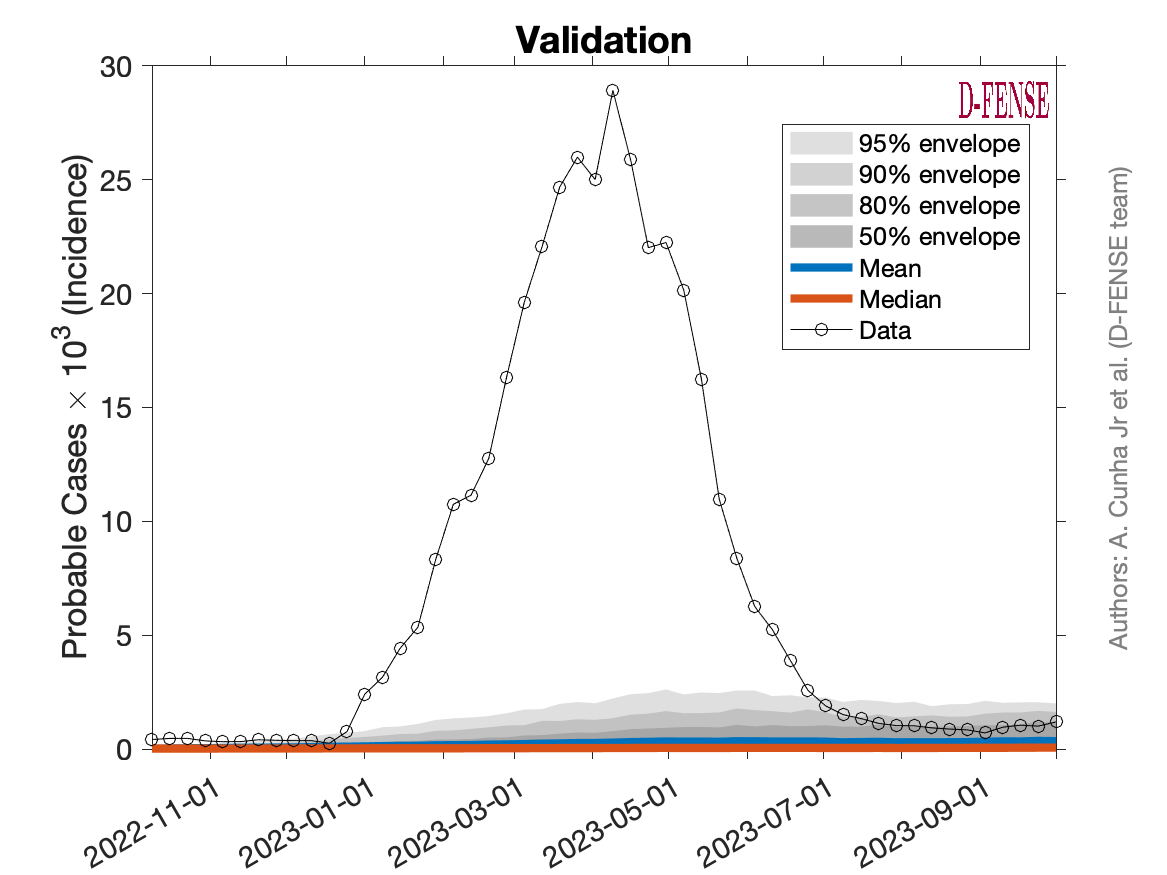 Validation
D-FENSE
Probable Cases × 10³ (Incidence)
30
25
20
15
10
5
0
95% envelope
90% envelope
80% envelope
50% envelope
Mean
Median
Data
2022-11-01
2023-01-01
2023-03-01
2023-05-01
2023-07-01
2023-09-01
Authors: A. Cunha Jr et al. (D-FENSE team)